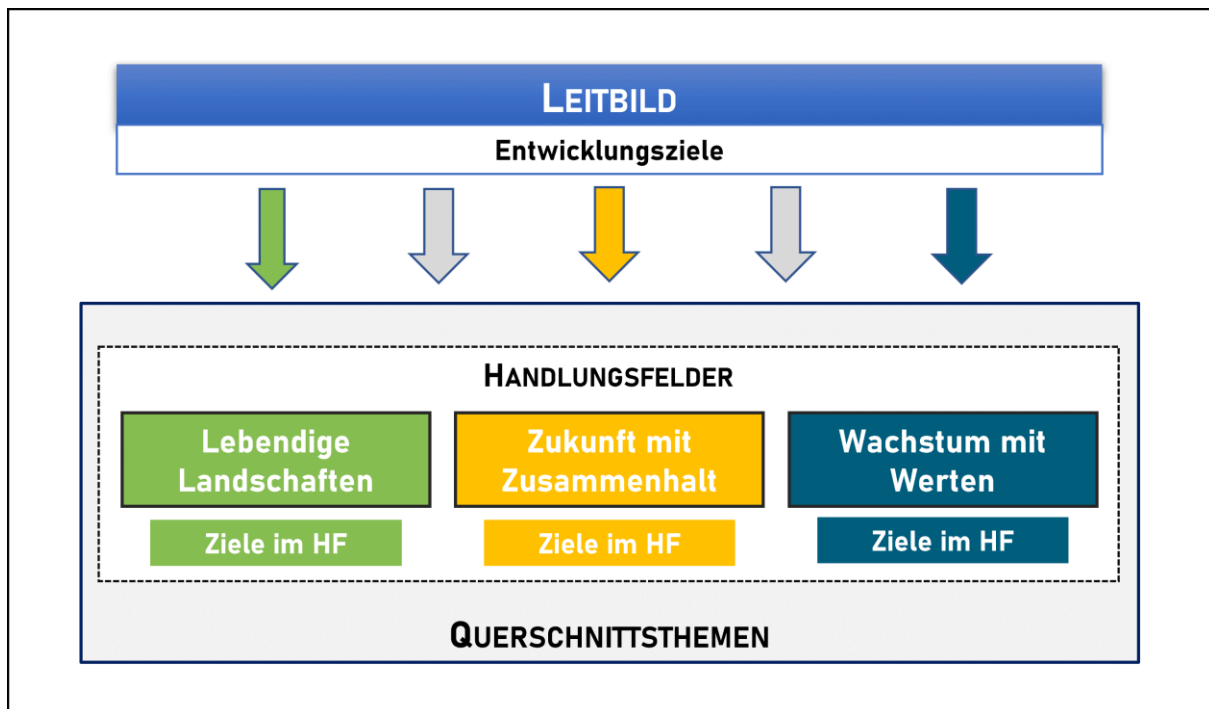 LEITBILD
Entwicklungsziele
HANDLUNGSFELDER
Lebendige
Landschaften
Zukunft mit
Zusammenhalt
Wachstum mit
Werten
Ziele im HF
Ziele im HF
Ziele im HF
QUERSCHNITTSTHEMEN